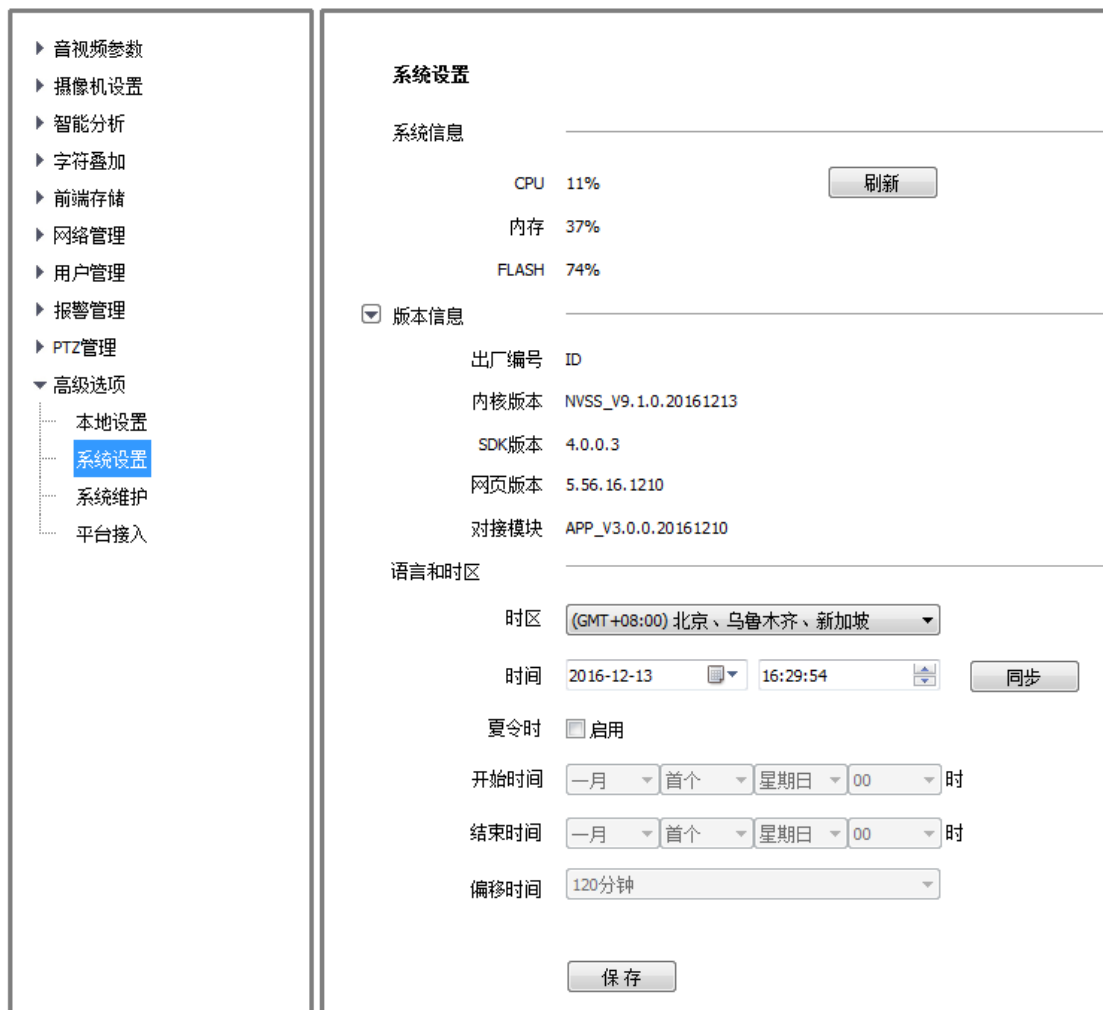 音视频参数
摄像机设置
智能分析
字符叠加
前端存储
网络管理
用户管理
报警管理
PTZ管理
高级选项
本地设置
系统设置
系统维护
平台接入
系统设置
系统信息
CPU 11% 刷新
内存 37%
FLASH 74%
版本信息
出厂编号 ID
内核版本 NVSS_V9.1.0.20161213
SDK版本 4.0.0.3
网页版本 5.56.16.1210
对接模块 APP_V3.0.0.20161210
语言和时区
时区 (GMT+08:00) 北京、乌鲁木齐、新加坡
时间 2016-12-13 16:29:54 同步
夏令时 启用
开始时间 一月 首个 星期日 00 时
结束时间 一月 首个 星期日 00 时
偏移时间 120分钟
保存